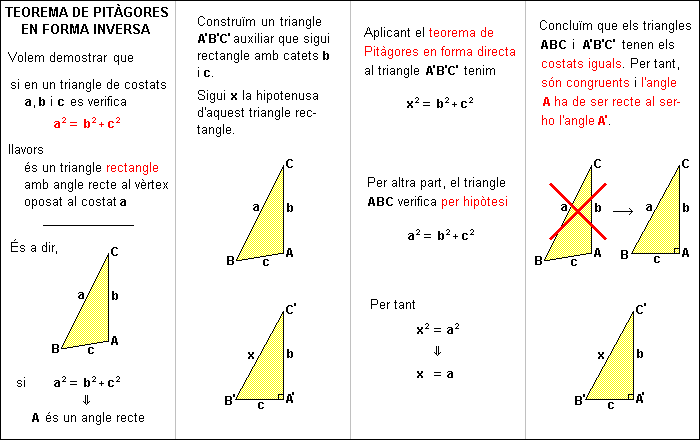 TEOREMA DE PITÀGORES
EN FORMA INVERSA
Volem demostrar que
si en un triangle de costats
a, b i c es verifica
a² = b² + c²
llavors
és un triangle rectangle
amb angle recte al vèrtex
oposat al costat a
És a dir,
C
a
b
B
c
A
si a² = b² + c²
⇓
A és un angle recte
Construïm un triangle
A'B'C' auxiliar que sigui
rectangle amb catets b
i c.
Sigui x la hipotenusa
d'aquest triangle rec-
tangle.
C
a
b
A
B
c
C'
x
b
B'
c
A'
Aplicant el teorema de
Pitàgores en forma directa
al triangle A'B'C' tenim
x² = b² + c²
Per altra part, el triangle
ABC verifica per hipòtesi
a² = b² + c²
Per tant
x² = a²
⇓
x = a
Concluïm que els triangles
ABC i A'B'C' tenen els
costats iguals. Per tant,
són congruents i l'angle
A ha de ser recte al ser-
ho l'angle A'.
C
a
b
A
B
c
→
C
a
b
B
c
A
C'
x
b
B'
c
A'